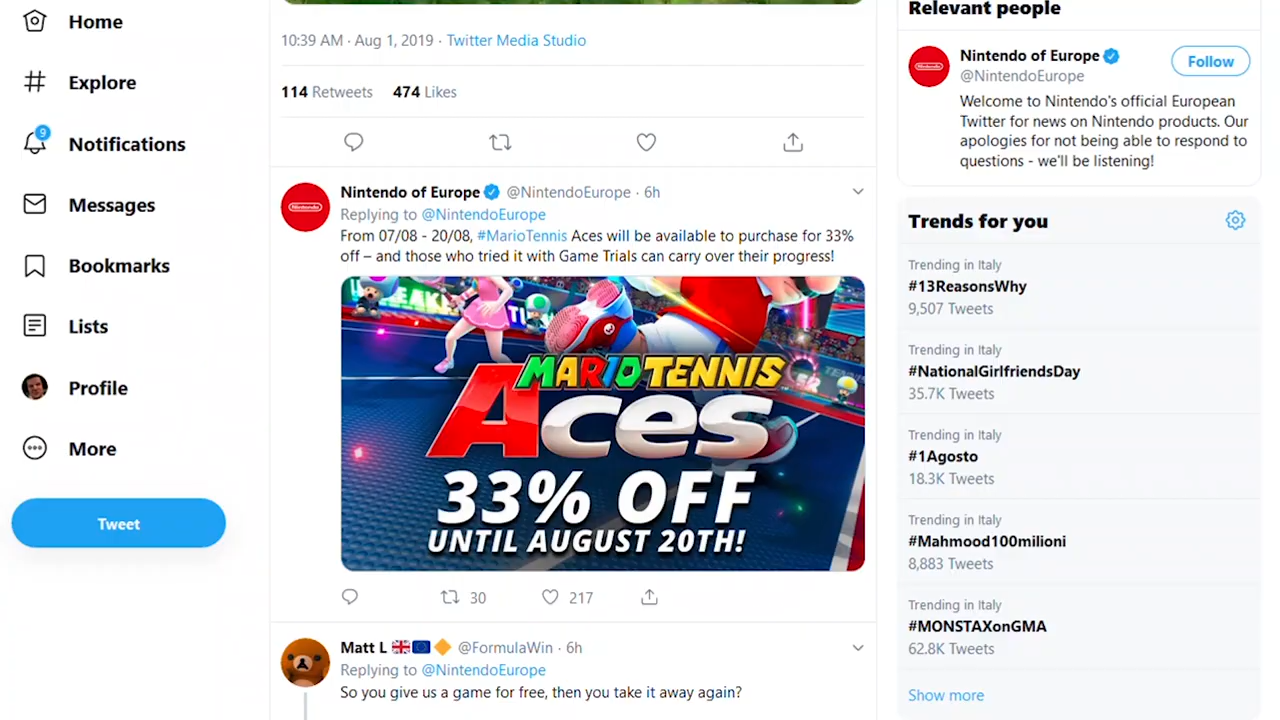 Home
Explore
9
Notifications
Messages
Bookmarks
Lists
Profile
More
Tweet
10:39 AM · Aug 1, 2019 · Twitter Media Studio
114 Retweets 474 Likes
Nintendo of Europe @NintendoEurope · 6h
Replying to @NintendoEurope
From 07/08 - 20/08, #MarioTennis Aces will be available to purchase for 33%
off – and those who tried it with Game Trials can carry over their progress!
MARIO TENNIS
ACES
33% OFF
UNTIL AUGUST 20TH!
30 217
Matt L @FormulaWin · 6h
Replying to @NintendoEurope
So you give us a game for free, then you take it away again?
Relevant people
Nintendo
Nintendo of Europe
@NintendoEurope
Follow
Welcome to Nintendo's official European
Twitter for news on Nintendo products. Our
apologies for not being able to respond to
questions - we'll be listening!
Trends for you
Trending in Italy
#13ReasonsWhy
9,507 Tweets
Trending in Italy
#NationalGirlfriendsDay
35.7K Tweets
Trending in Italy
#1Agosto
18.3K Tweets
Trending in Italy
#Mahmood100milioni
8,883 Tweets
Trending in Italy
#MONSTAXonGMA
62.8K Tweets
Show more